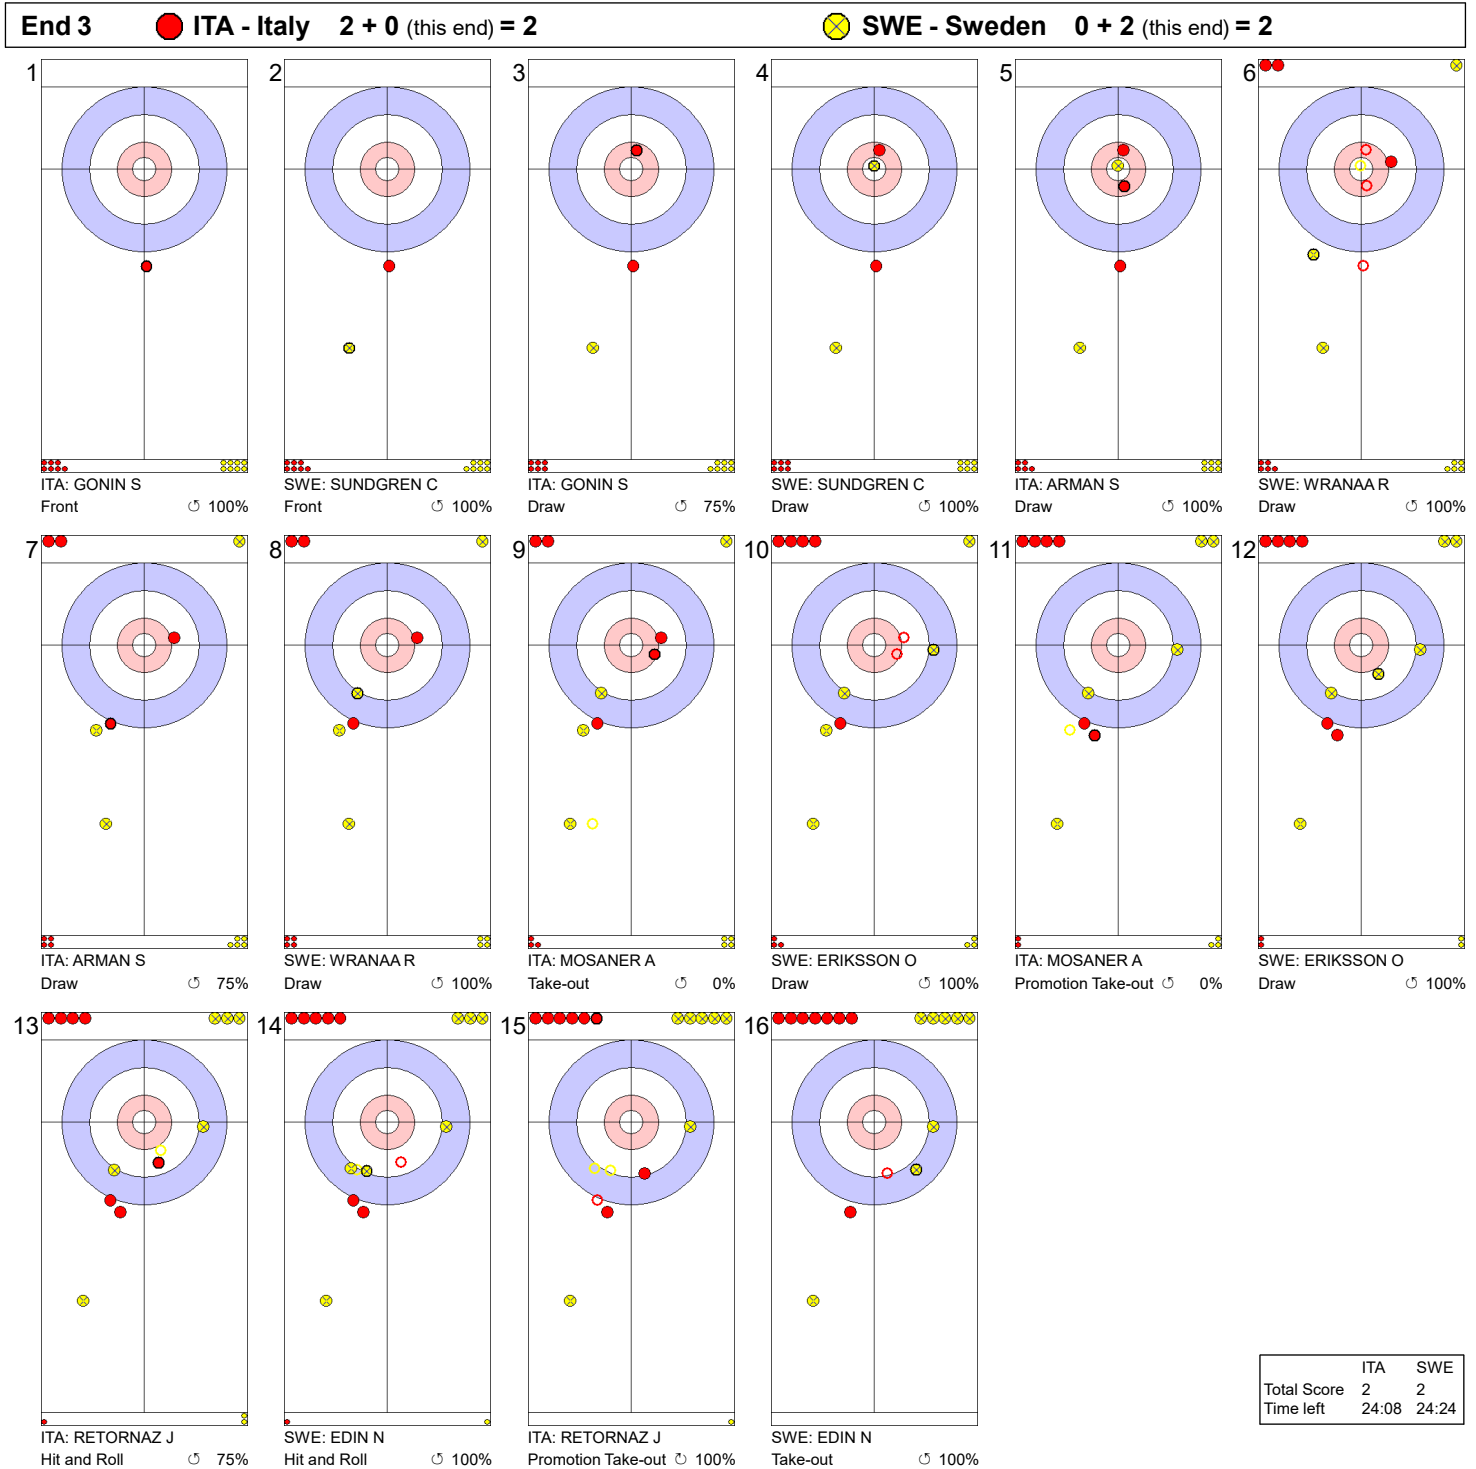 End 3 ITA - Italy 2 + 0 (this end) = 2 SWE - Sweden 0 + 2 (this end) = 2
1
ITA: GONIN S
Front ↺ 100%
2
SWE: SUNDGREN C
Front ↺ 100%
3
ITA: GONIN S
Draw ↺ 75%
4
SWE: SUNDGREN C
Draw ↺ 100%
5
ITA: ARMAN S
Draw ↺ 100%
6
SWE: WRANAA R
Draw ↺ 100%
7
ITA: ARMAN S
Draw ↺ 75%
8
SWE: WRANAA R
Draw ↺ 100%
9
ITA: MOSANER A
Take-out ↺ 0%
10
SWE: ERIKSSON O
Draw ↺ 100%
11
ITA: MOSANER A
Promotion Take-out ↺ 0%
12
SWE: ERIKSSON O
Draw ↺ 100%
13
ITA: RETORNAZ J
Hit and Roll ↺ 75%
14
SWE: EDIN N
Hit and Roll ↺ 100%
15
ITA: RETORNAZ J
Promotion Take-out ↻ 100%
16
SWE: EDIN N
Take-out ↺ 100%
ITA SWE
Total Score 2 2
Time left 24:08 24:24